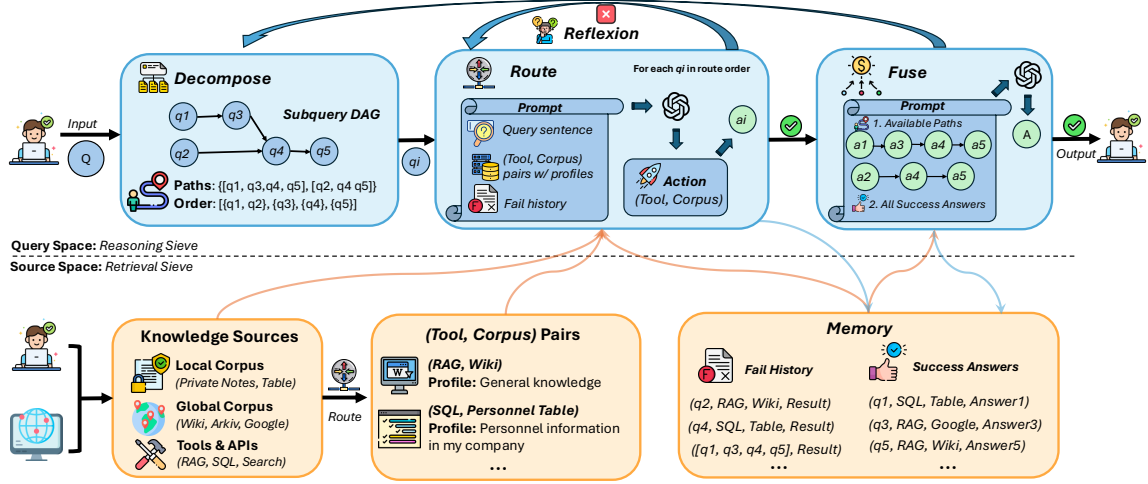 Reflexion
Decompose
Subquery DAG
q1
q3
q2
q4
q5
Paths: {[q1, q3,q4, q5], [q2, q4 q5]}
Order: [{q1, q2}, {q3}, {q4}, {q5}]
Input
Q
qi
Route
For each qi in route order
Prompt
Query sentence
(Tool, Corpus)
pairs w/ profiles
Fail history
F
ai
Action
(Tool, Corpus)
Fuse
Prompt
1. Available Paths
a1
a3
a4
a5
a2
a4
a5
2. All Success Answers
A
Output
Query Space: Reasoning Sieve
Source Space: Retrieval Sieve
Knowledge Sources
Local Corpus
(Private Notes, Table)
Global Corpus
(Wiki, Arkiv, Google)
Tools & APIs
(RAG, SQL, Search)
Route
(Tool, Corpus) Pairs
W
(RAG, Wiki)
Profile: General knowledge
(SQL, Personnel Table)
Profile: Personnel information
in my company
...
Memory
F
Fail History
(q2, RAG, Wiki, Result)
(q4, SQL, Table, Result)
([q1, q3, q4, q5], Result)
...
Success Answers
(q1, SQL, Table, Answer1)
(q3, RAG, Google, Answer3)
(q5, RAG, Wiki, Answer5)
...